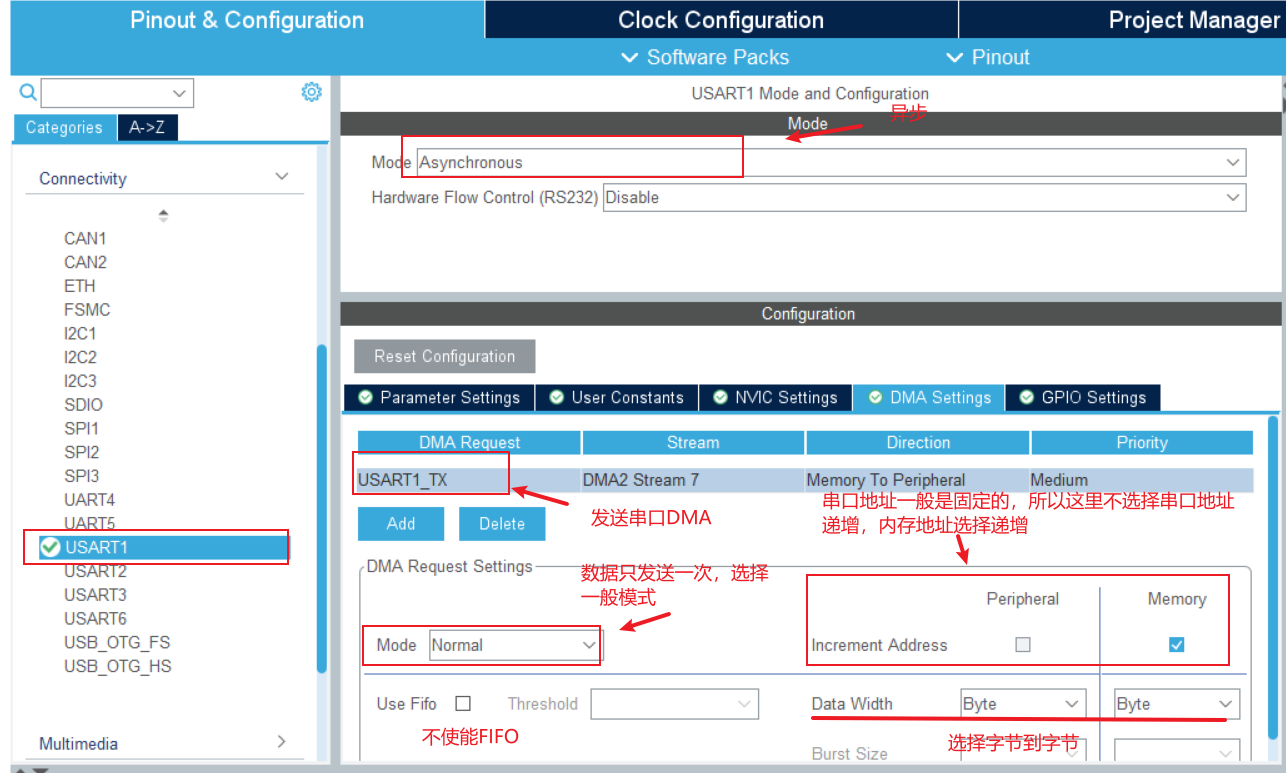 Pinout & Configuration
Clock Configuration
Project Manager
Software Packs
Pinout
Categories
A->Z
Connectivity
CAN1
CAN2
ETH
FSMC
I2C1
I2C2
I2C3
SDIO
SPI1
SPI2
SPI3
UART4
UART5
USART1
USART2
USART3
USART6
USB_OTG_FS
USB_OTG_HS
Multimedia
USART1 Mode and Configuration
Mode
异步
Mode Asynchronous
Hardware Flow Control (RS232) Disable
Configuration
Reset Configuration
Parameter Settings
User Constants
NVIC Settings
DMA Settings
GPIO Settings
DMA Request Stream Direction Priority
USART1_TX DMA2 Stream 7 Memory To Peripheral Medium
Add
Delete
发送串口DMA
串口地址一般是固定的，所以这里不选择串口地址
递增，内存地址选择递增
DMA Request Settings
数据只发送一次，选择
一般模式
Peripheral Memory
Mode Normal
Increment Address
Use Fifo Threshold
Data Width Byte Byte
不使能FIFO
选择字节到字节
Burst Size